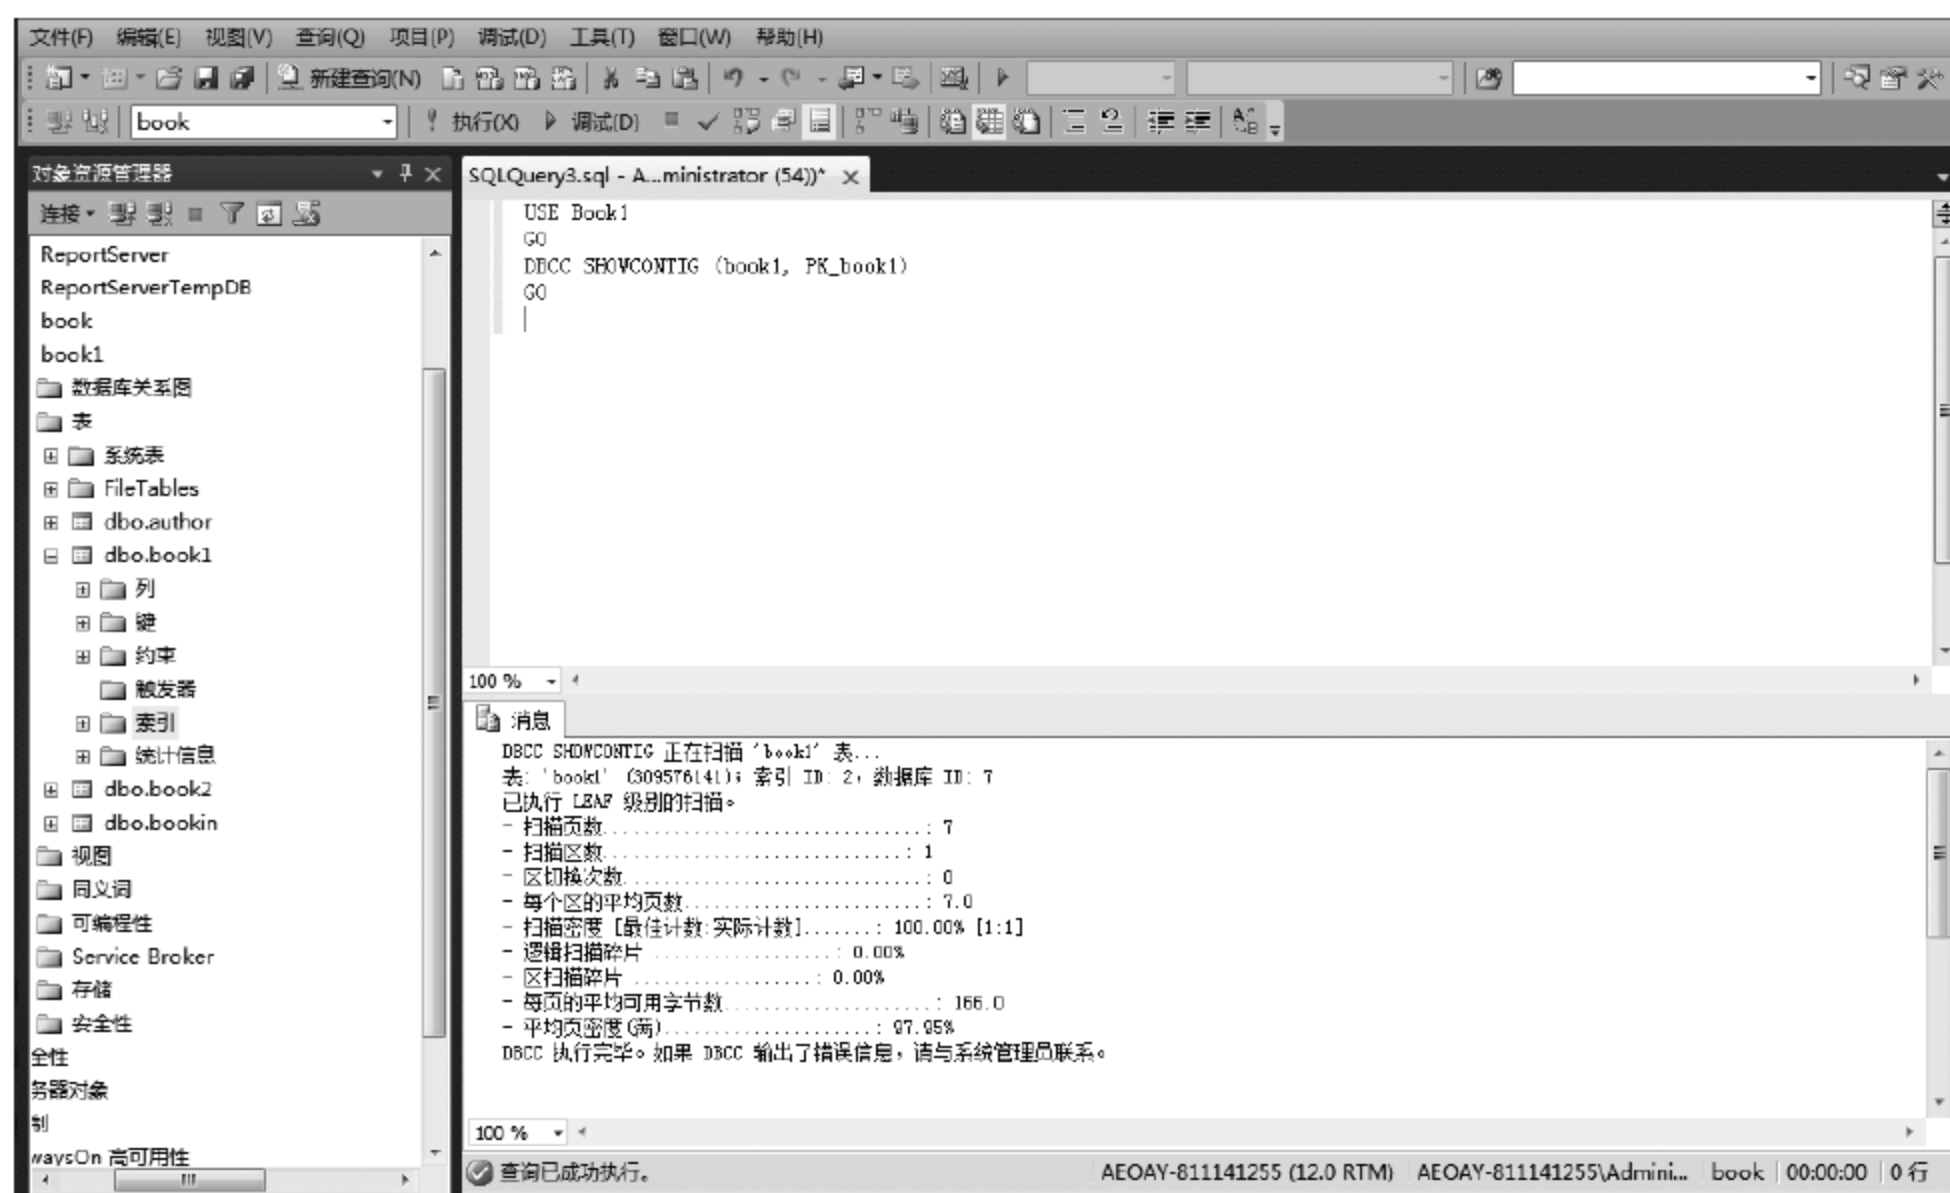 文件(F) 编辑(E) 视图(V) 查询(Q) 项目(P) 调试(D) 工具(T) 窗口(W) 帮助(H)
新建查询(N)
book 执行(X) 调试(D)
对象资源管理器
连接
ReportServer
ReportServerTempDB
book
book1
数据库关系图
表
系统表
FileTables
dbo.author
dbo.book1
列
键
约束
触发器
索引
统计信息
dbo.book2
dbo.bookin
视图
同义词
可编程性
Service Broker
存储
安全性
全性
务器对象
制
waysOn 高可用性
SQLQuery3.sql - A...ministrator (54))*
USE Book1
GO
DBCC SHOWCONTIG (book1, PK_book1)
GO
100 %
消息
DBCC SHOWCONTIG 正在扫描 'book1' 表...
表: 'book1' (309576141); 索引 ID: 2, 数据库 ID: 7
已执行 LEAF 级别的扫描。
- 扫描页数................................: 7
- 扫描区数..............................: 1
- 区切换次数..............................: 0
- 每个区的平均页数........................: 7.0
- 扫描密度 [最佳计数:实际计数].......: 100.00% [1:1]
- 逻辑扫描碎片 ..................: 0.00%
- 区扫描碎片 ..................: 0.00%
- 每页的平均可用字节数.....................: 166.0
- 平均页密度(满).....................: 97.95%
DBCC 执行完毕。如果 DBCC 输出了错误信息，请与系统管理员联系。
100 %
查询已成功执行。 AEOAY-811141255 (12.0 RTM) AEOAY-811141255\Admini... book 00:00:00 0 行